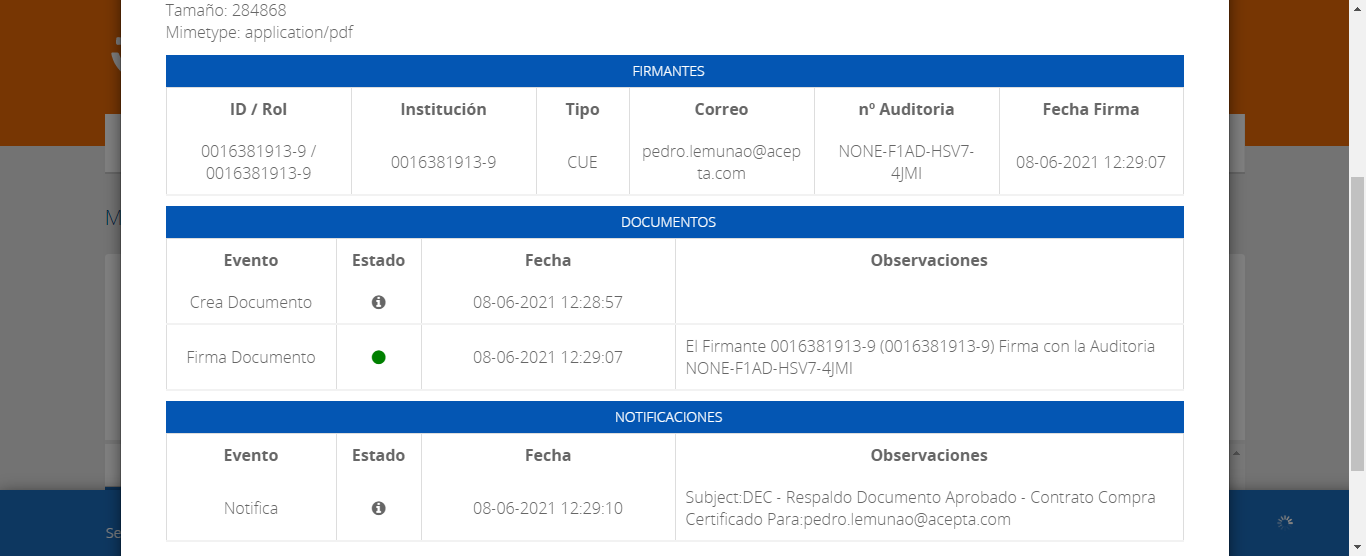 Tamaño: 284868
Mimetype: application/pdf
FIRMANTES
ID / Rol Institución Tipo Correo nº Auditoria Fecha Firma
0016381913-9 /
0016381913-9
0016381913-9
CUE
pedro.lemunao@acep
ta.com
NONE-F1AD-HSV7-
4JMI
08-06-2021 12:29:07
DOCUMENTOS
Evento Estado Fecha Observaciones
Crea Documento 08-06-2021 12:28:57
Firma Documento 08-06-2021 12:29:07
El Firmante 0016381913-9 (0016381913-9) Firma con la Auditoria
NONE-F1AD-HSV7-4JMI
NOTIFICACIONES
Evento Estado Fecha Observaciones
Notifica 08-06-2021 12:29:10
Subject:DEC - Respaldo Documento Aprobado - Contrato Compra
Certificado Para:pedro.lemunao@acepta.com